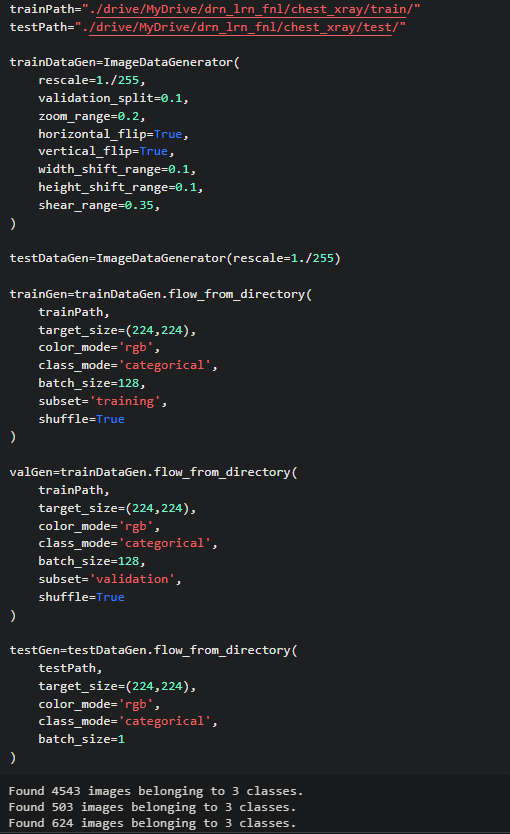 trainPath="./drive/MyDrive/drn_lrn_fnl/chest_xray/train/"
testPath="./drive/MyDrive/drn_lrn_fnl/chest_xray/test/"
trainDataGen=ImageDataGenerator(
    rescale=1./255,
    validation_split=0.1,
    zoom_range=0.2,
    horizontal_flip=True,
    vertical_flip=True,
    width_shift_range=0.1,
    height_shift_range=0.1,
    shear_range=0.35,
)
testDataGen=ImageDataGenerator(rescale=1./255)
trainGen=trainDataGen.flow_from_directory(
    trainPath,
    target_size=(224,224),
    color_mode='rgb',
    class_mode='categorical',
    batch_size=128,
    subset='training',
    shuffle=True
)
valGen=trainDataGen.flow_from_directory(
    trainPath,
    target_size=(224,224),
    color_mode='rgb',
    class_mode='categorical',
    batch_size=128,
    subset='validation',
    shuffle=True
)
testGen=testDataGen.flow_from_directory(
    testPath,
    target_size=(224,224),
    color_mode='rgb',
    class_mode='categorical',
    batch_size=1
)
Found 4543 images belonging to 3 classes.
Found 503 images belonging to 3 classes.
Found 624 images belonging to 3 classes.